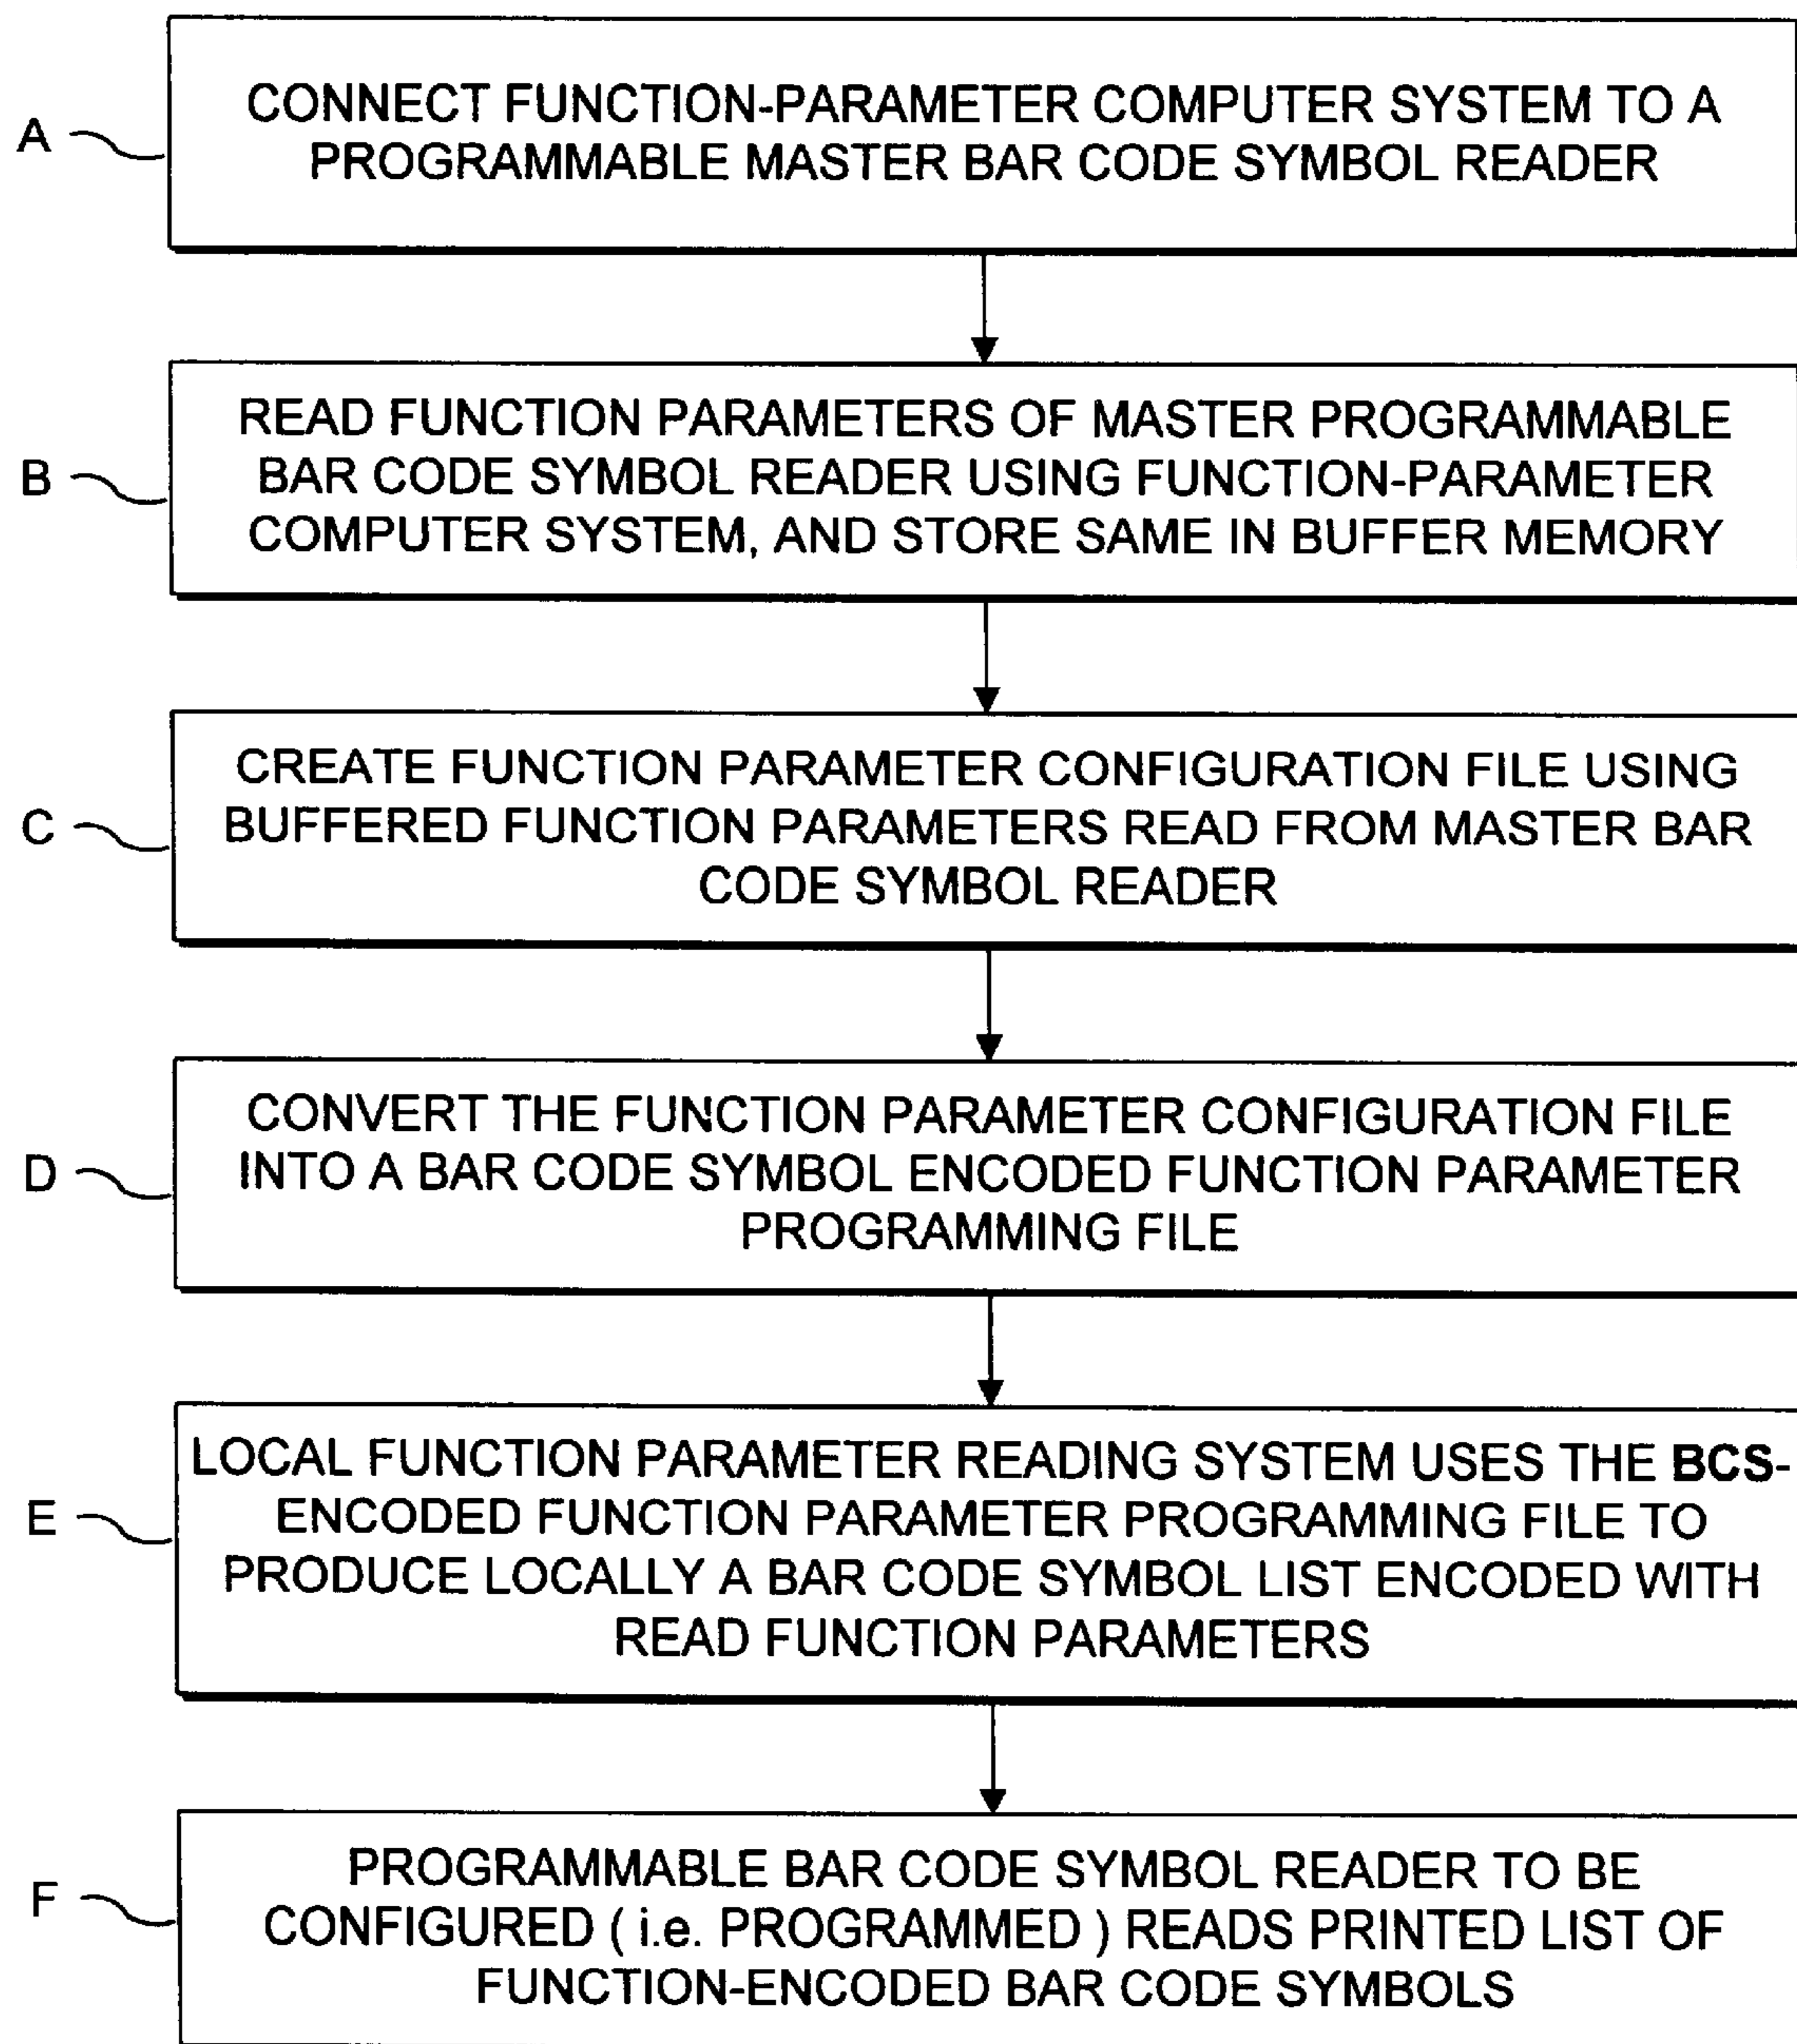 A
CONNECT FUNCTION-PARAMETER COMPUTER SYSTEM TO A
PROGRAMMABLE MASTER BAR CODE SYMBOL READER
B
READ FUNCTION PARAMETERS OF MASTER PROGRAMMABLE
BAR CODE SYMBOL READER USING FUNCTION-PARAMETER
COMPUTER SYSTEM, AND STORE SAME IN BUFFER MEMORY
C
CREATE FUNCTION PARAMETER CONFIGURATION FILE USING
BUFFERED FUNCTION PARAMETERS READ FROM MASTER BAR
CODE SYMBOL READER
D
CONVERT THE FUNCTION PARAMETER CONFIGURATION FILE
INTO A BAR CODE SYMBOL ENCODED FUNCTION PARAMETER
PROGRAMMING FILE
E
LOCAL FUNCTION PARAMETER READING SYSTEM USES THE BCS-
ENCODED FUNCTION PARAMETER PROGRAMMING FILE TO
PRODUCE LOCALLY A BAR CODE SYMBOL LIST ENCODED WITH
READ FUNCTION PARAMETERS
F
PROGRAMMABLE BAR CODE SYMBOL READER TO BE
CONFIGURED ( i.e. PROGRAMMED ) READS PRINTED LIST OF
FUNCTION-ENCODED BAR CODE SYMBOLS